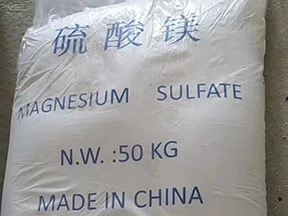 硫酸镁
MAGNESIUM SULFATE
N.W. :50 KG
MADE IN CHINA